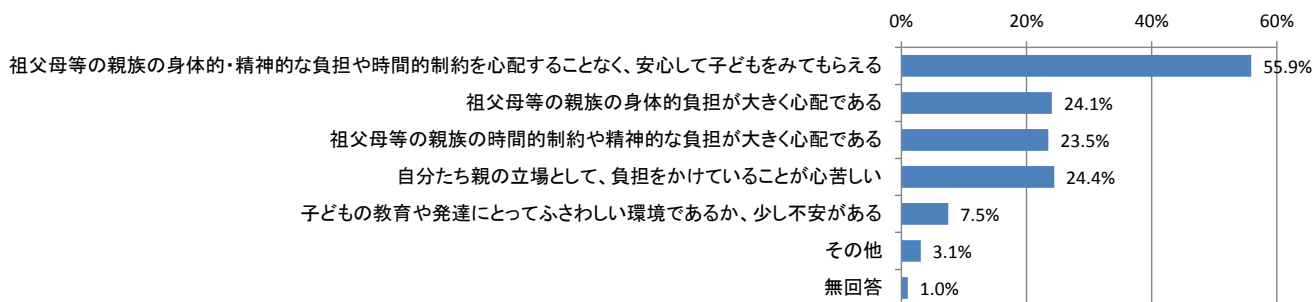 0% 20% 40% 60%
祖父母等の親族の身体的・精神的な負担や時間的制約を心配することなく、安心して子どもをみてもらえる 55.9%
祖父母等の親族の身体的負担が大きく心配である 24.1%
祖父母等の親族の時間的制約や精神的な負担が大きく心配である 23.5%
自分たち親の立場として、負担をかけていることが心苦しい 24.4%
子どもの教育や発達にとってふさわしい環境であるか、少し不安がある 7.5%
その他 3.1%
無回答 1.0%